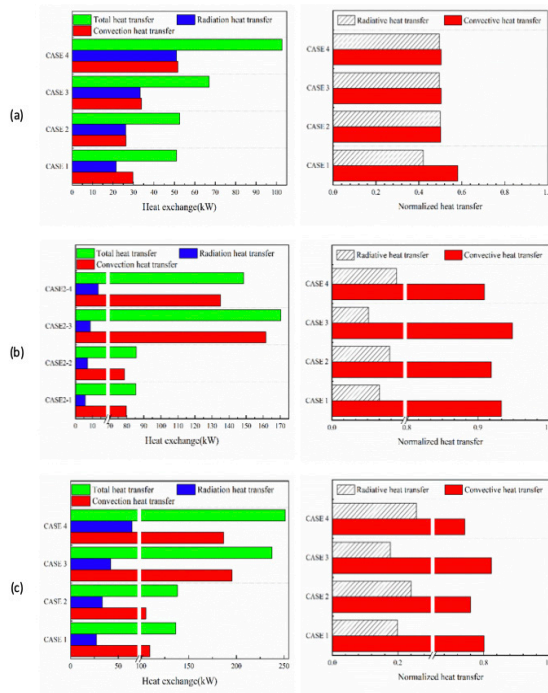 (a)
Total heat transfer
Radiation heat transfer
Convection heat transfer
CASE 4
CASE 3
CASE 2
CASE 1
0 10 20 30 40 50 60 70 80 90 100
Heat exchange(kW)
Radiative heat transfer
Convective heat transfer
CASE 4
CASE 3
CASE 2
CASE 1
0.0 0.2 0.4 0.6 0.8
Normalized heat transfer
(b)
Total heat transfer
Radiation heat transfer
Convection heat transfer
CASE2-4
CASE2-3
CASE2-2
CASE2-1
0 10 70 80 90 100 110 120 130 140 150 160 170
Heat exchange(kW)
Radiative heat transfer
Convective heat transfer
CASE 4
CASE 3
CASE 2
CASE 1
0.0 0.8 0.9
Normalized heat transfer
(c)
Total heat transfer
Radiation heat transfer
Convection heat transfer
CASE 4
CASE 3
CASE 2
CASE 1
0 50 100 150 200 250
Heat exchange(kW)
Radiative heat transfer
Convective heat transfer
CASE 4
CASE 3
CASE 2
CASE 1
0.0 0.2 0.8
Normalized heat transfer